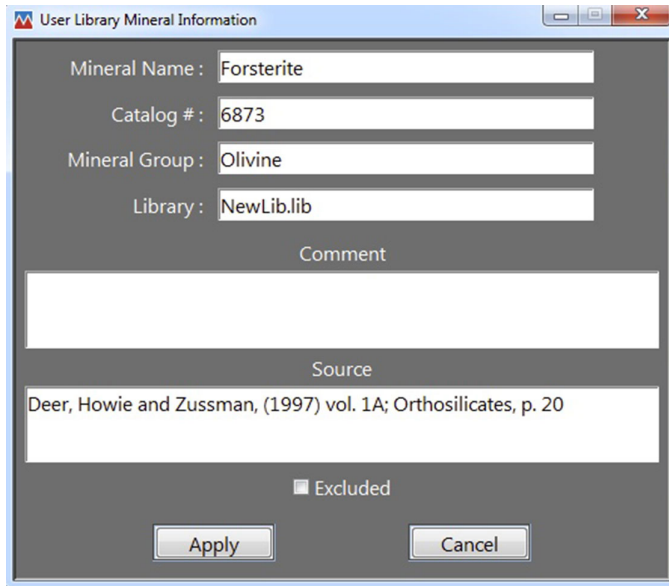 User Library Mineral Information
Mineral Name : Forsterite
Catalog # : 6873
Mineral Group : Olivine
Library : NewLib.lib
Comment
Source
Deer, Howie and Zussman, (1997) vol. 1A; Orthosilicates, p. 20
Excluded
Apply Cancel